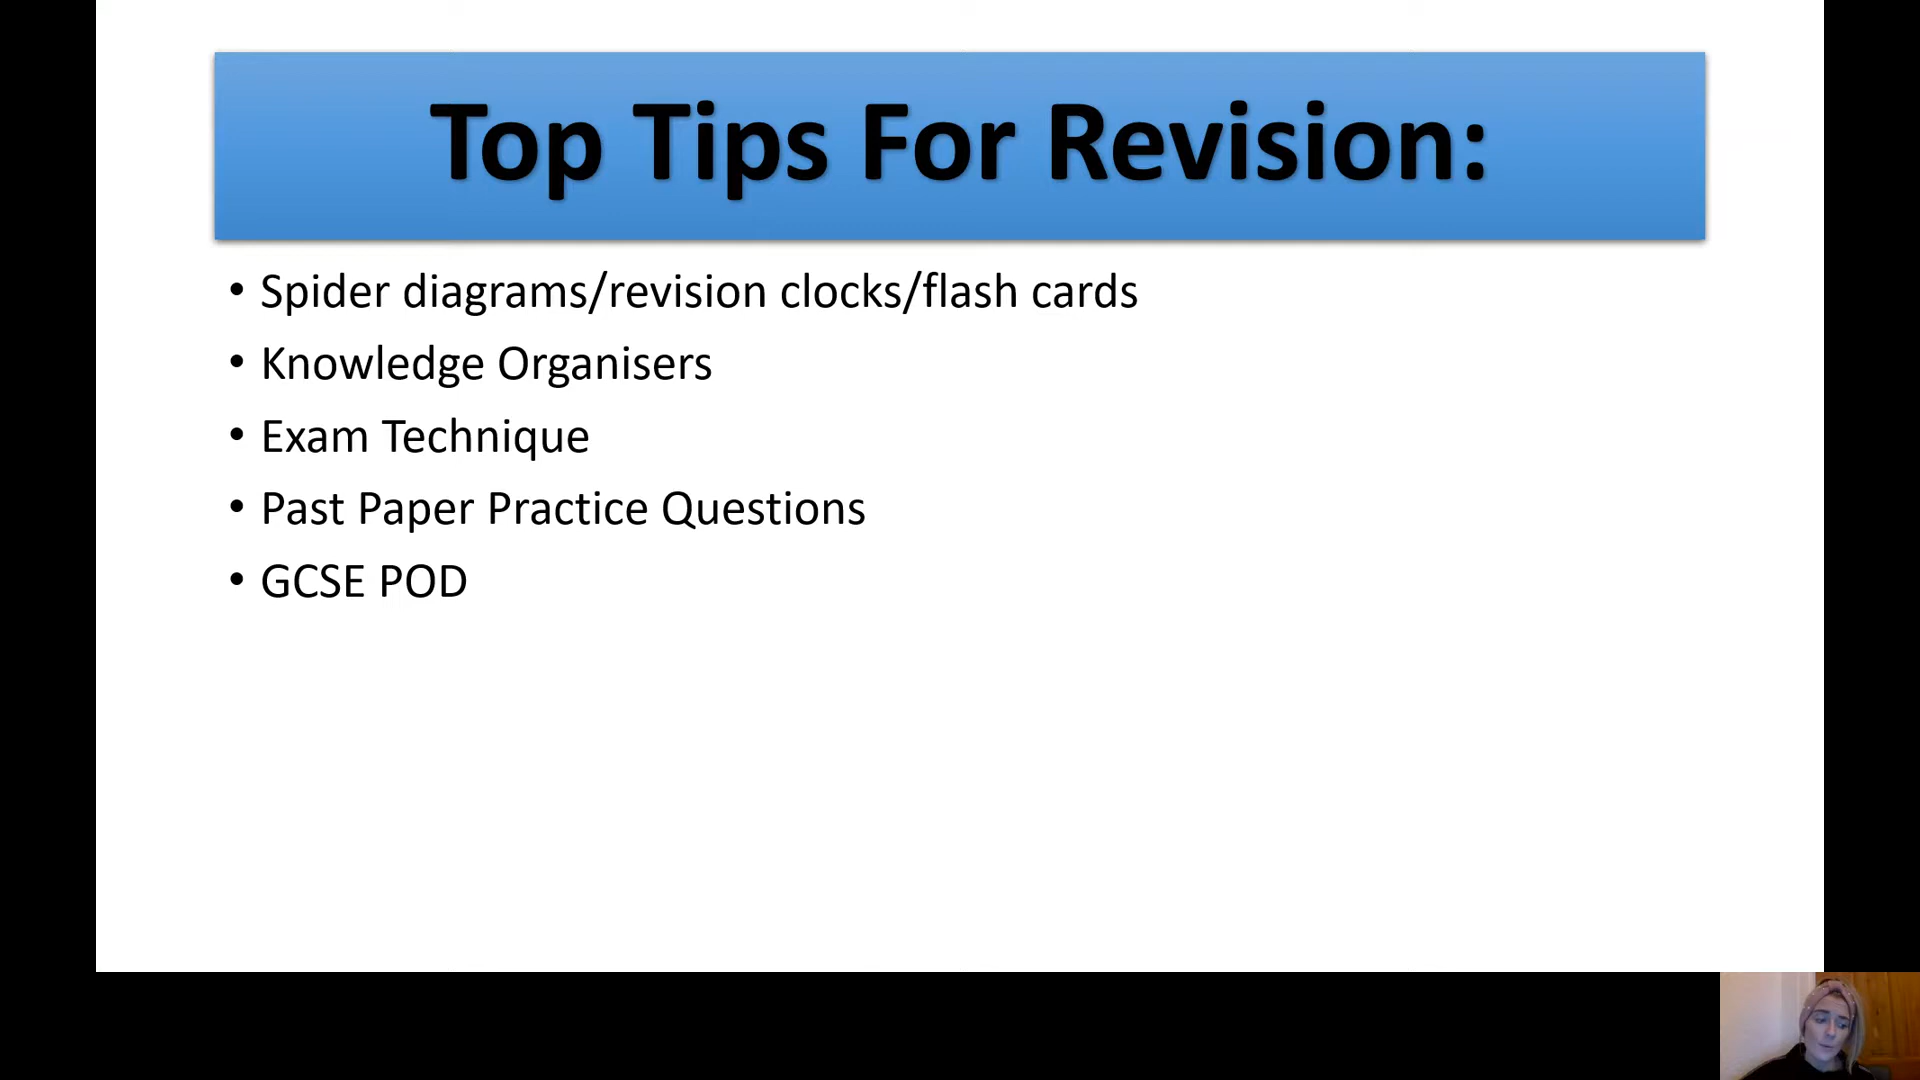 Top Tips For Revision:
• Spider diagrams/revision clocks/flash cards
• Knowledge Organisers
• Exam Technique
• Past Paper Practice Questions
• GCSE POD